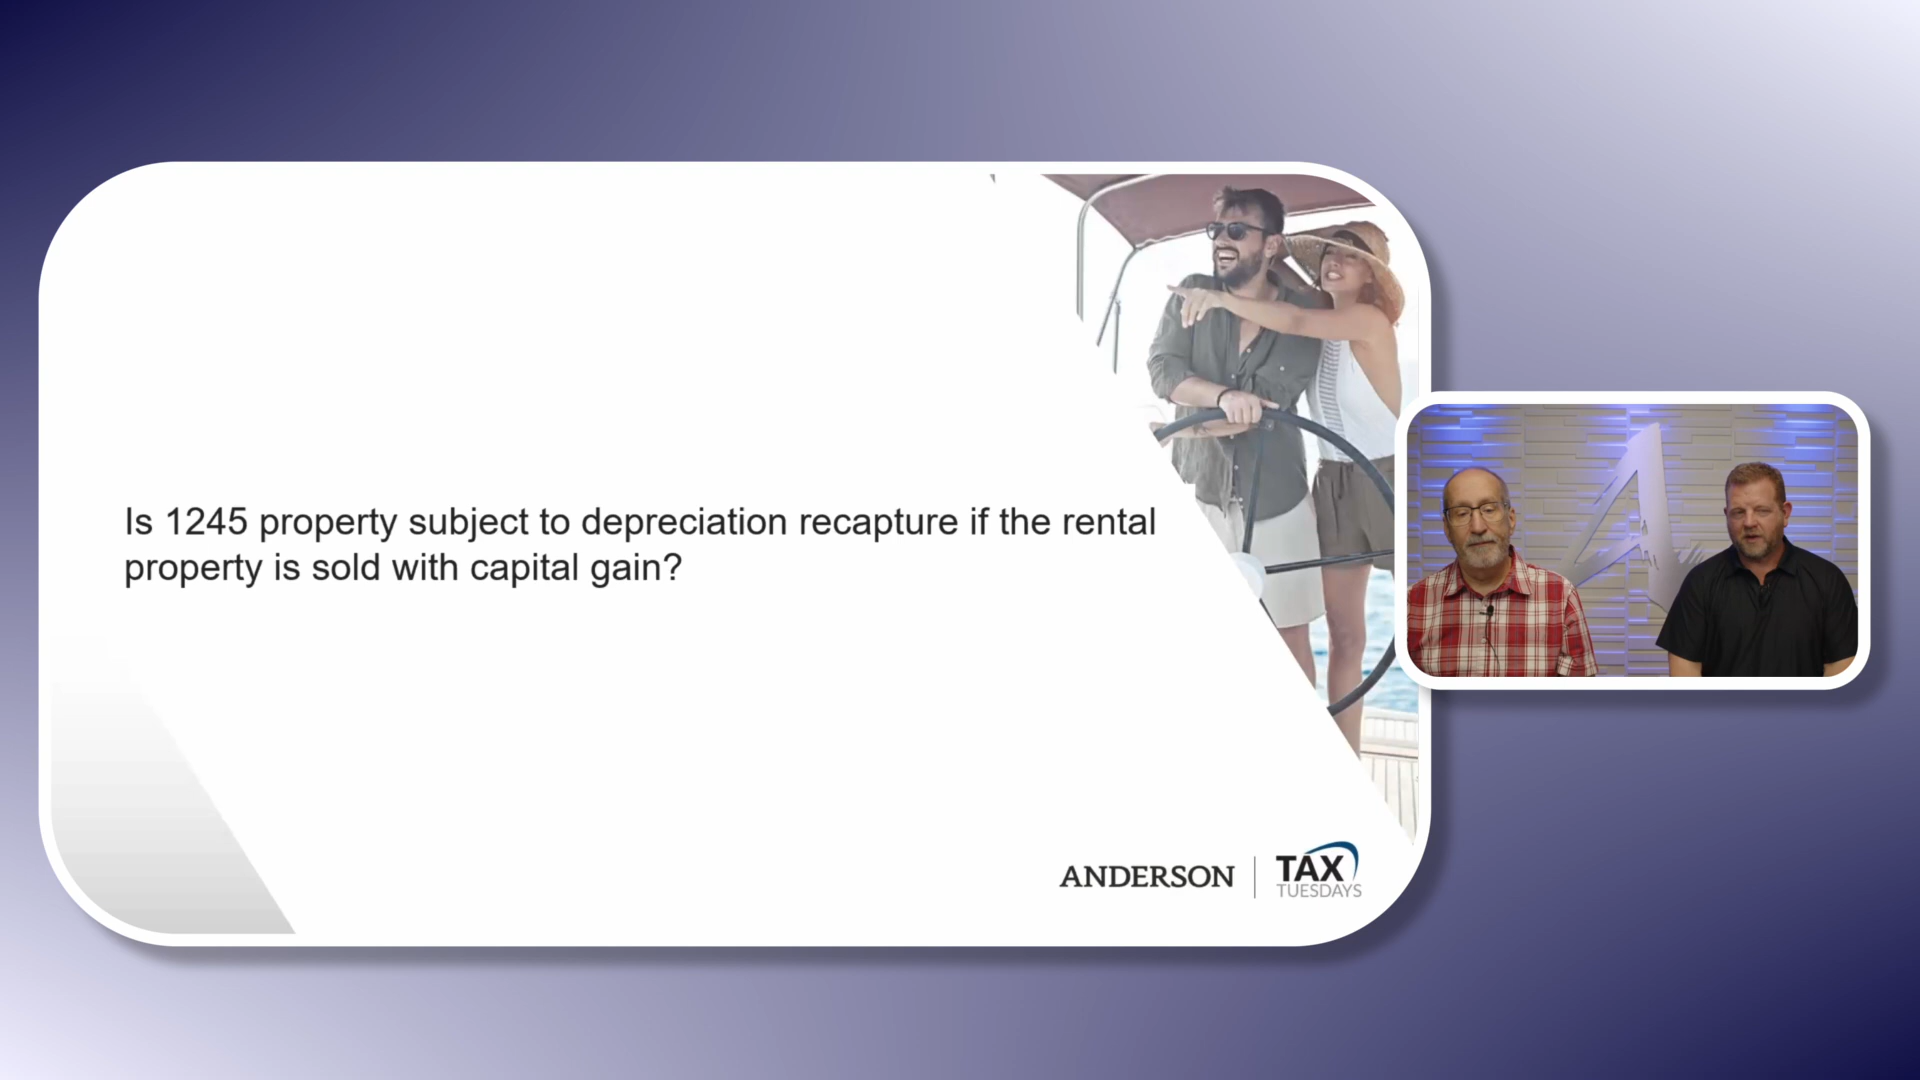 Is 1245 property subject to depreciation recapture if the rental
property is sold with capital gain?
ANDERSON
TAX
TUESDAYS